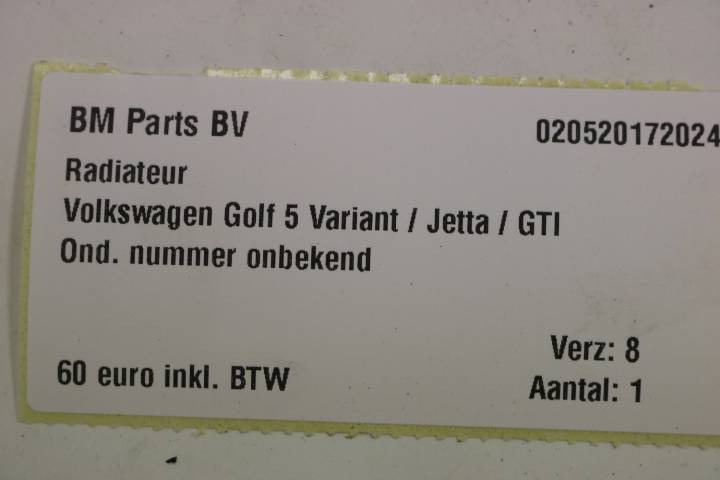 BM Parts BV
020520172024
Radiateur
Volkswagen Golf 5 Variant / Jetta / GTI
Ond. nummer onbekend
Verz: 8
60 euro inkl. BTW
Aantal: 1